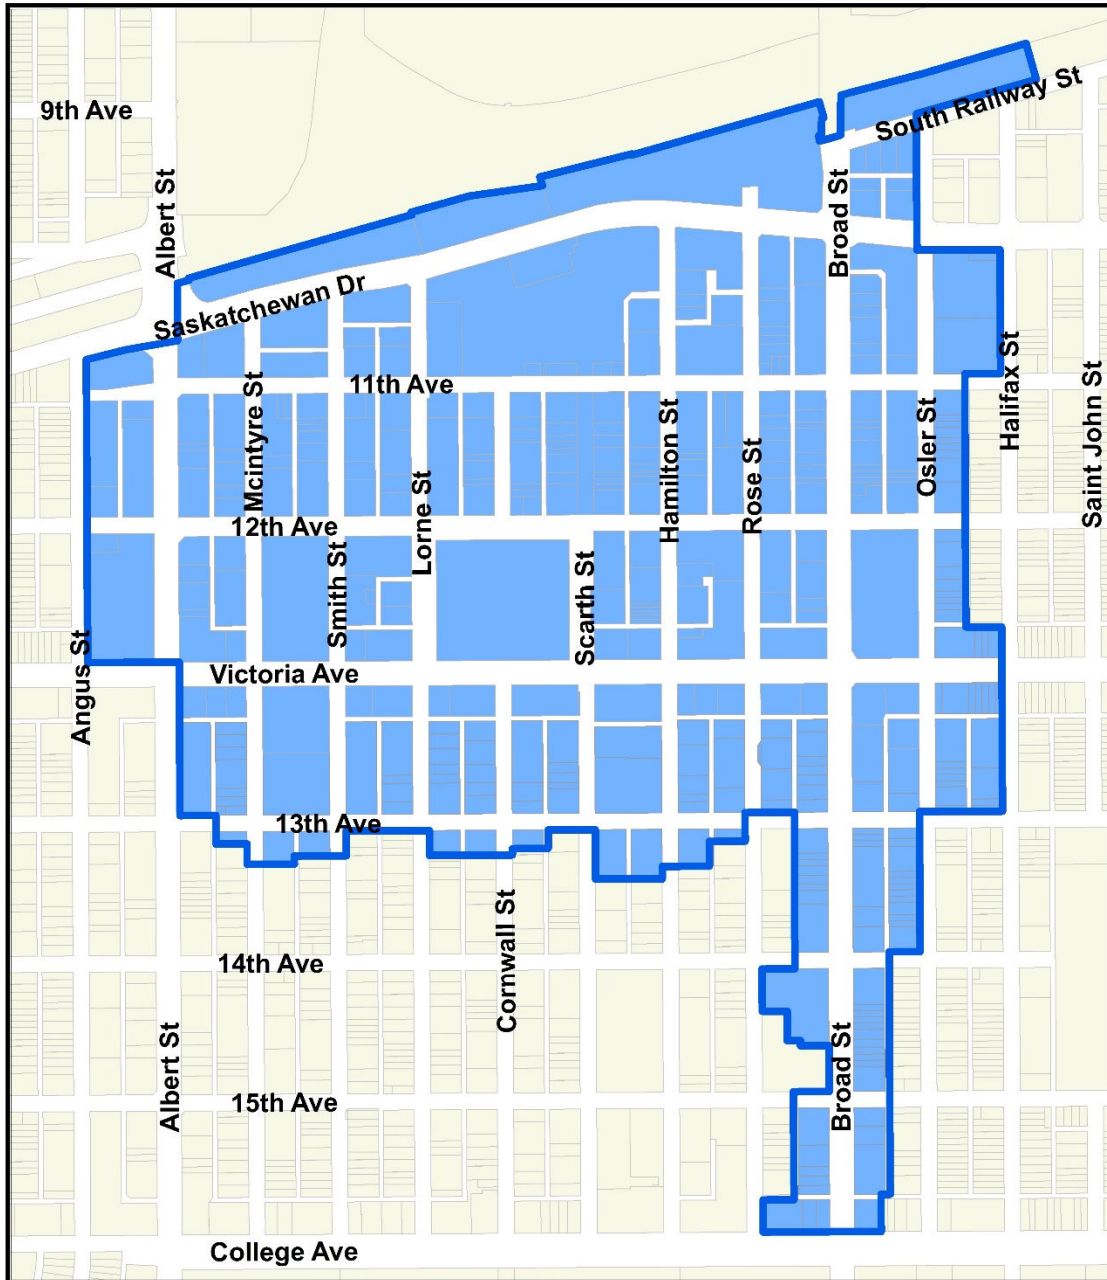 9th Ave
South Railway St
Albert St
Broad St
Saskatchewan Dr
Halifax St
Saint John St
11th Ave
Mcintyre St
Hamilton St
Osler St
Rose St
Lorne St
12th Ave
Smith St
Scarth St
Angus St
Victoria Ave
13th Ave
Cornwall St
14th Ave
Albert St
Broad St
15th Ave
College Ave